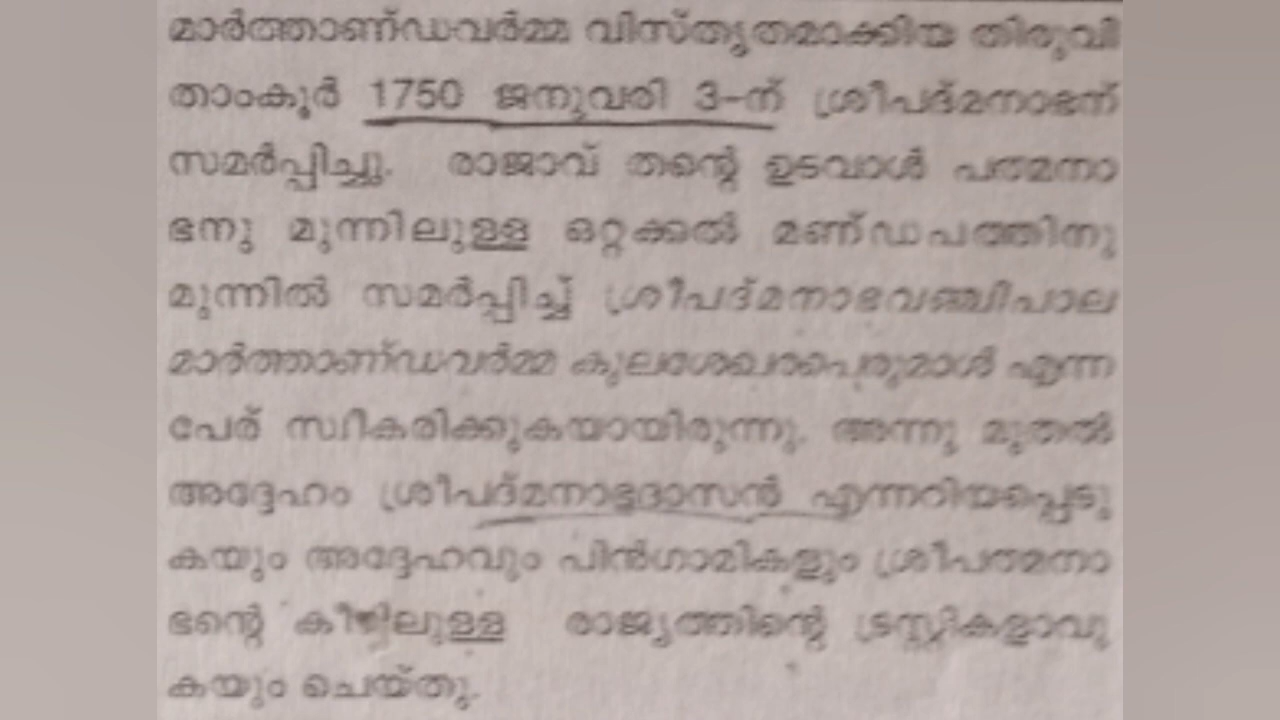 മാർത്താണ്ഡവർമ്മ വിസ്തൃതമാക്കിയ തിരുവി
താംകൂർ 1750 ജനുവരി 3-ന് ശ്രീപദ്മനാഭന്
സമർപ്പിച്ചു. രാജാവ് തന്റെ ഉടവാൾ പത്മനാ
ഭനു മുന്നിലുള്ള ഒറ്റക്കൽ മണ്ഡപത്തിനു
മുന്നിൽ സമർപ്പിച്ച് ശ്രീപദ്മനാഭവഞ്ചിപാല
മാർത്താണ്ഡവർമ്മ കുലശേഖരപെരുമാൾ എന്ന
പേര് സ്വീകരിക്കുകയായിരുന്നു. അന്നു മുതൽ
അദ്ദേഹം ശ്രീപദ്മനാഭദാസൻ എന്നറിയപ്പെടു
കയും അദ്ദേഹവും പിൻഗാമികളും ശ്രീപത്മനാ
ഭന്റെ കീഴിലുള്ള രാജ്യത്തിന്റെ ട്രസ്റ്റികളാവു
കയും ചെയ്തു.